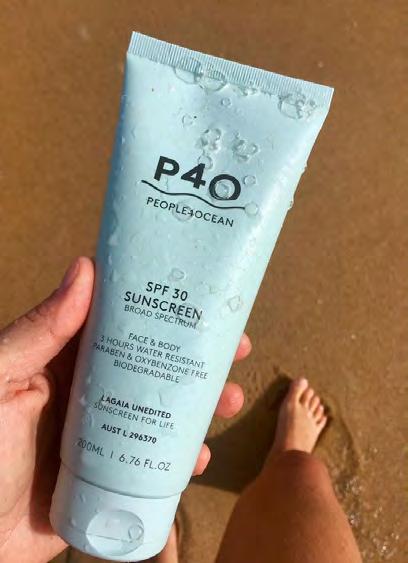 P4O
PEOPLE4OCEAN
SPF 30
SUNSCREEN
BROAD SPECTRUM
FACE & BODY
3 HOURS WATER RESISTANT
PARABEN & OXYBENZONE FREE
BIODEGRADABLE
LAGAIA UNEDITED
SUNSCREEN FOR LIFE
AUST L 296370
200ML | 6.76 FL.OZ